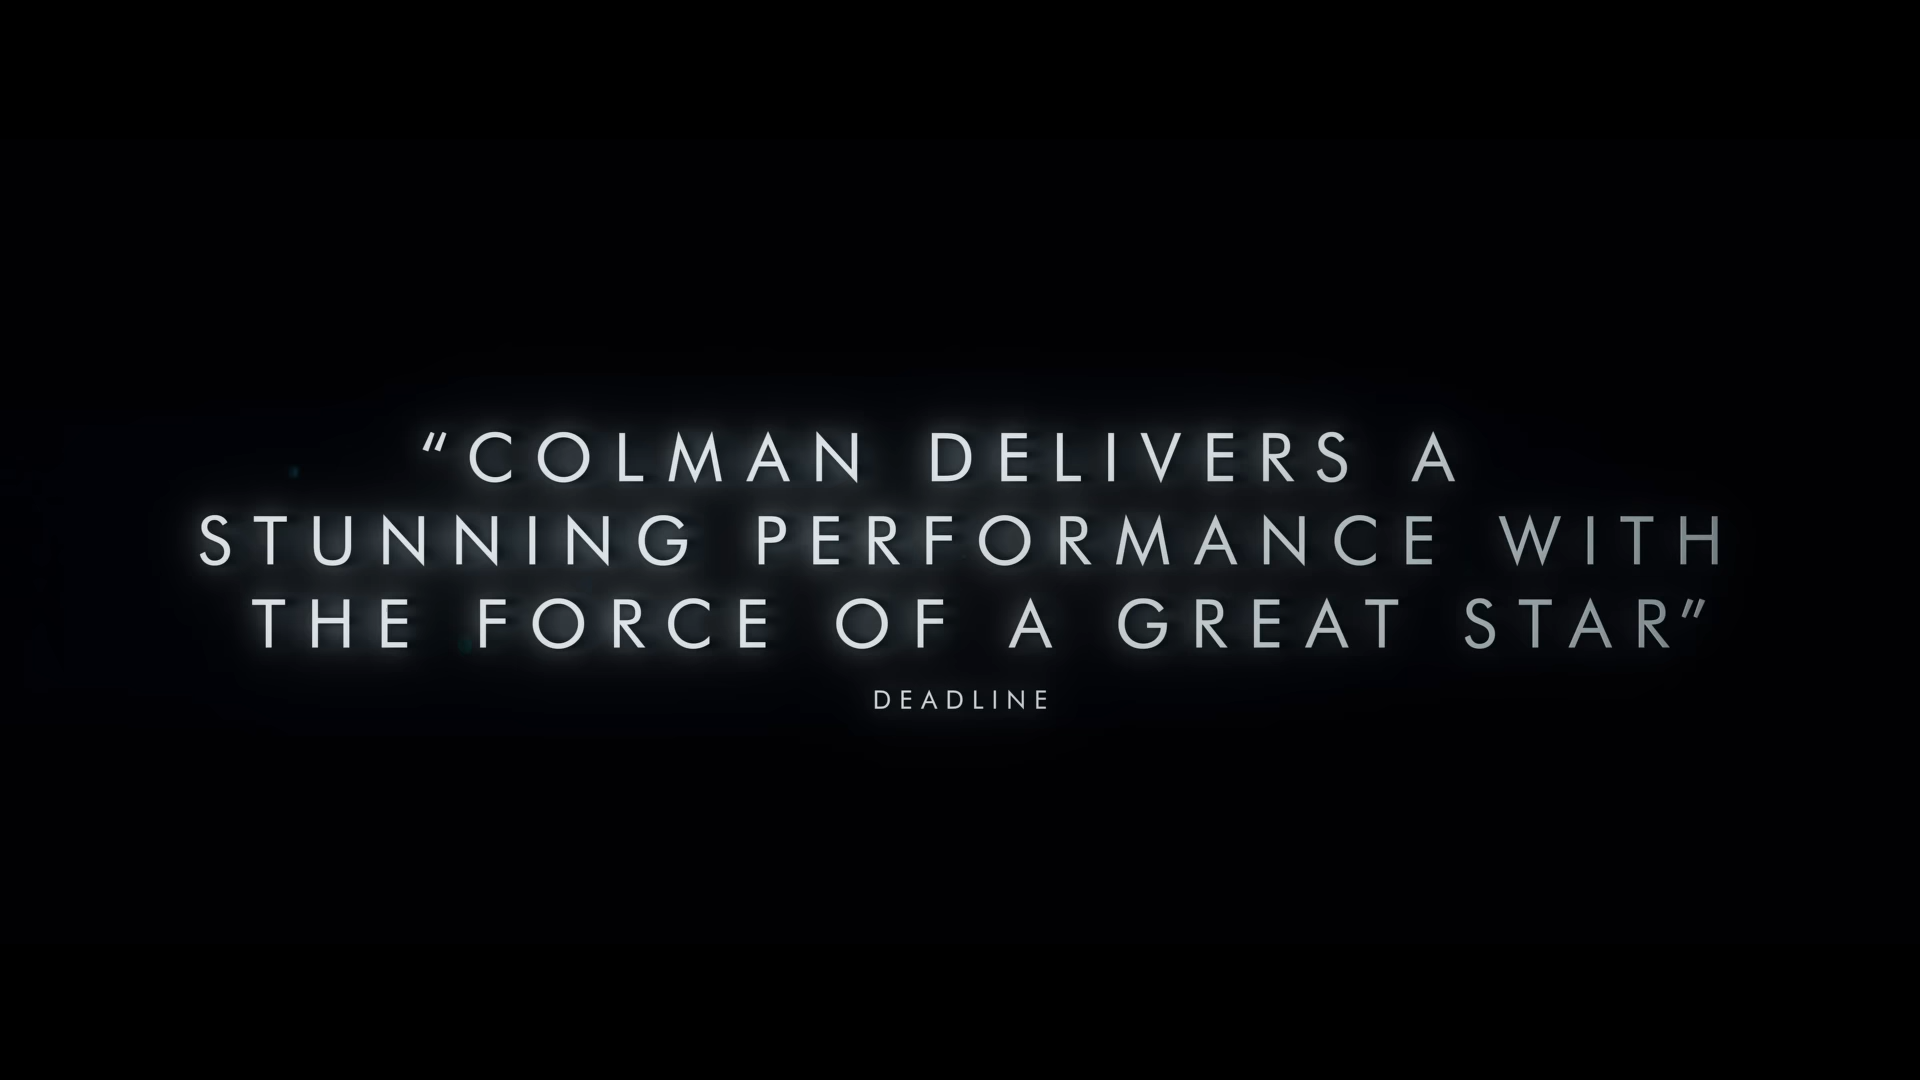 “COLMAN DELIVERS A
STUNNING PERFORMANCE WITH
THE FORCE OF A GREAT STAR”
DEADLINE